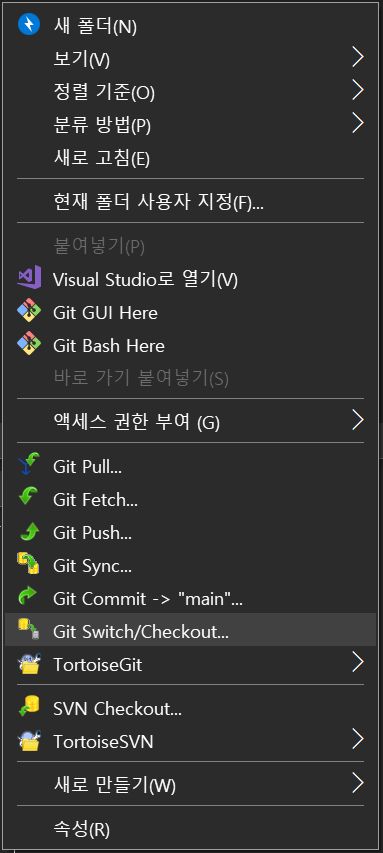 새 폴더(N)
보기(V)
정렬 기준(O)
분류 방법(P)
새로 고침(E)
현재 폴더 사용자 지정(F)...
붙여넣기(P)
Visual Studio로 열기(V)
Git GUI Here
Git Bash Here
바로 가기 붙여넣기(S)
액세스 권한 부여 (G)
Git Pull...
Git Fetch...
Git Push...
Git Sync...
Git Commit -> "main"...
Git Switch/Checkout...
TortoiseGit
SVN Checkout...
TortoiseSVN
새로 만들기(W)
속성(R)